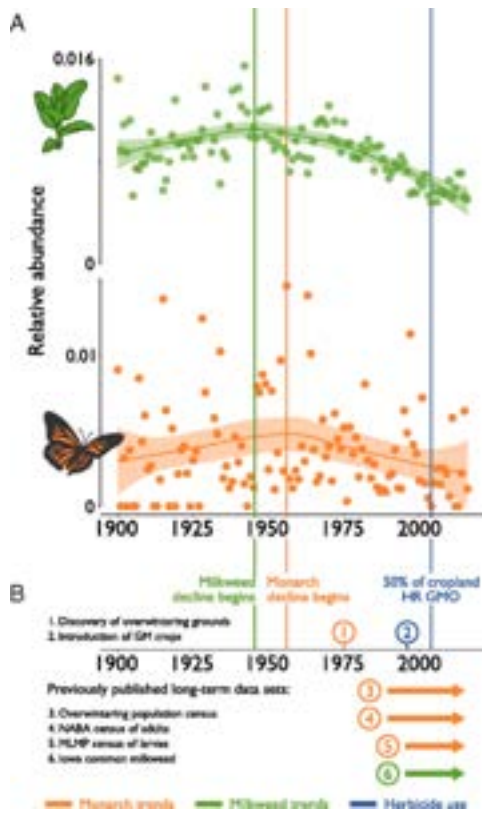 A
0.016
0
Relative abundance
0.01
0
1900 1925 1950 1975 2000
Milkweed decline begins
Monarch decline begins
50% of cropland HR GMO
B
1. Discovery of overwintering grounds
2. Introduction of GM crops
1
2
1900 1925 1950 1975 2000
Previously published long-term data sets:
3. Overwintering population census
4. NABA census of adults
5. MLMP census of larvae
6. Iowa common milkweed
3
4
5
6
Monarch trends Milkweed trends Herbicide use